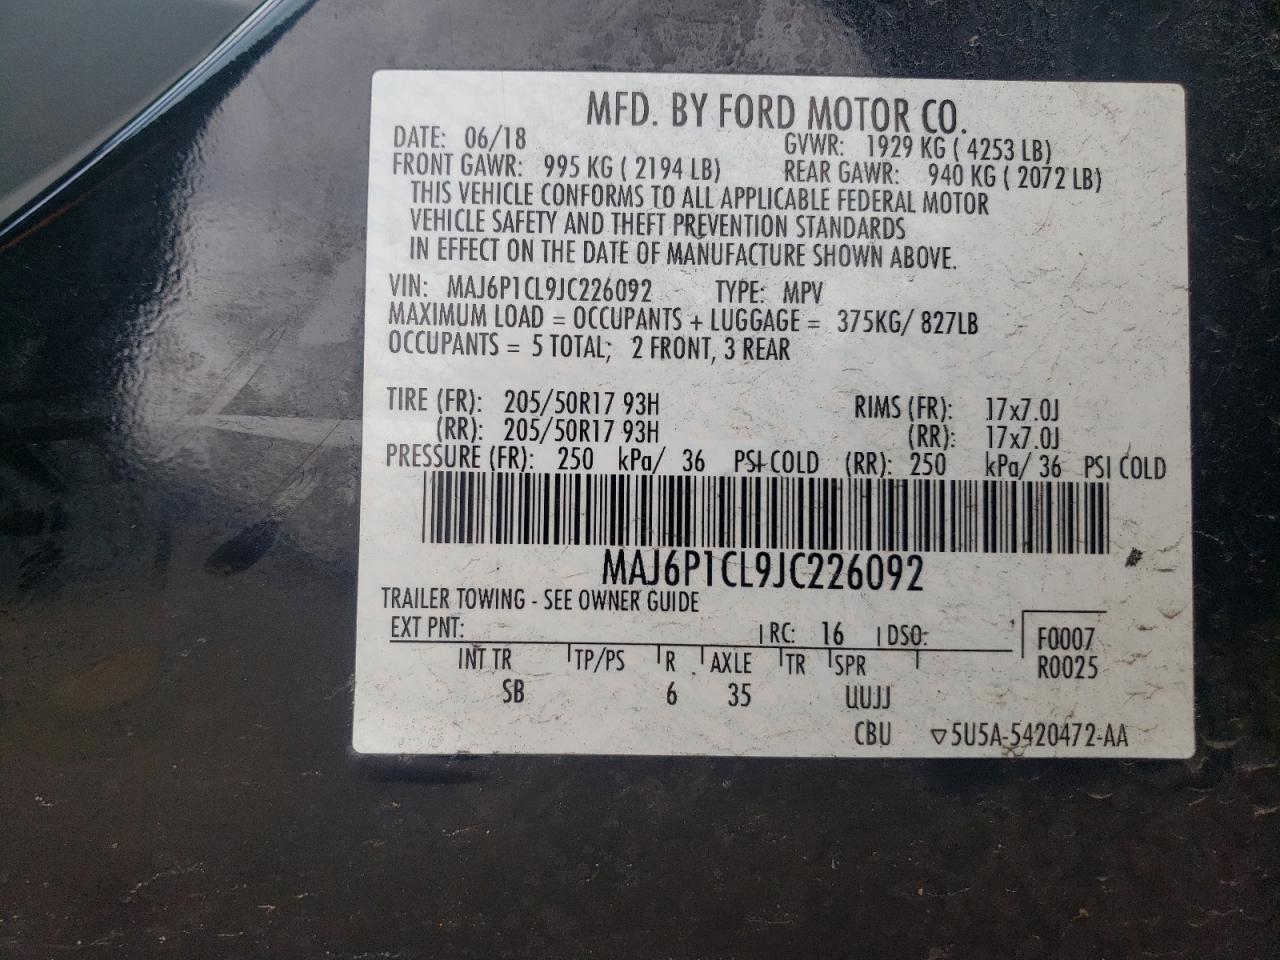 MFD. BY FORD MOTOR CO.
DATE: 06/18 GVWR: 1929 KG ( 4253 LB)
FRONT GAWR: 995 KG ( 2194 LB) REAR GAWR: 940 KG ( 2072 LB)
THIS VEHICLE CONFORMS TO ALL APPLICABLE FEDERAL MOTOR
VEHICLE SAFETY AND THEFT PREVENTION STANDARDS
IN EFFECT ON THE DATE OF MANUFACTURE SHOWN ABOVE.
VIN: MAJ6P1CL9JC226092 TYPE: MPV
MAXIMUM LOAD = OCCUPANTS + LUGGAGE = 375KG/ 827LB
OCCUPANTS = 5 TOTAL; 2 FRONT, 3 REAR
TIRE (FR): 205/50R17 93H RIMS (FR): 17x7.0J
(RR): 205/50R17 93H (RR): 17x7.0J
PRESSURE (FR): 250 kPa/ 36 PSI COLD (RR): 250 kPa/ 36 PSI COLD
MAJ6P1CL9JC226092
TRAILER TOWING - SEE OWNER GUIDE
EXT PNT: RC: 16 DSO: F0007
INT TR TP/PS R AXLE TR SPR R0025
SB 6 35 UUJJ
CBU ▽5U5A-5420472-AA